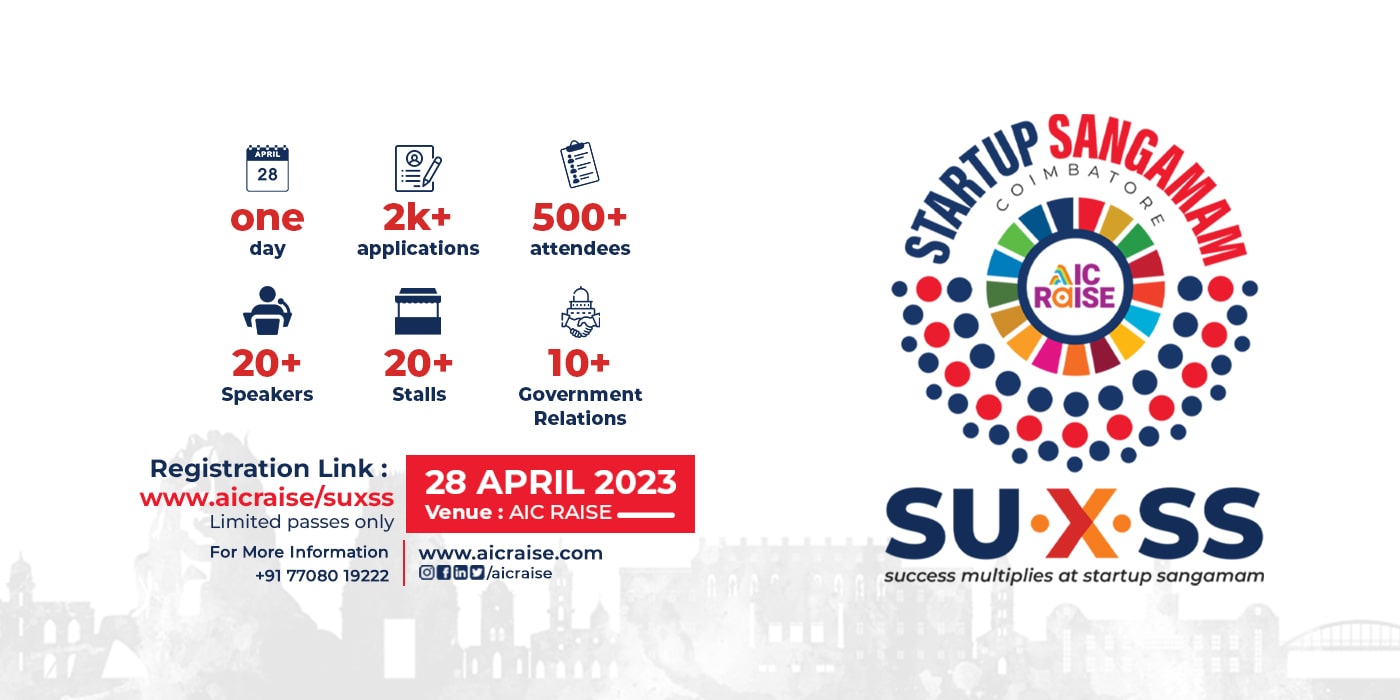 APRIL
28
one
day
2k+
applications
500+
attendees
20+
Speakers
20+
Stalls
10+
Government
Relations
Registration Link :
www.aicraise/suxss
Limited passes only
28 APRIL 2023
Venue : AIC RAISE
For More Information
+91 77080 19222
www.aicraise.com
/aicraise
STARTUP SANGAMAM
COIMBATORE
AIC
RAISE
SU·X·SS
success multiplies at startup sangamam